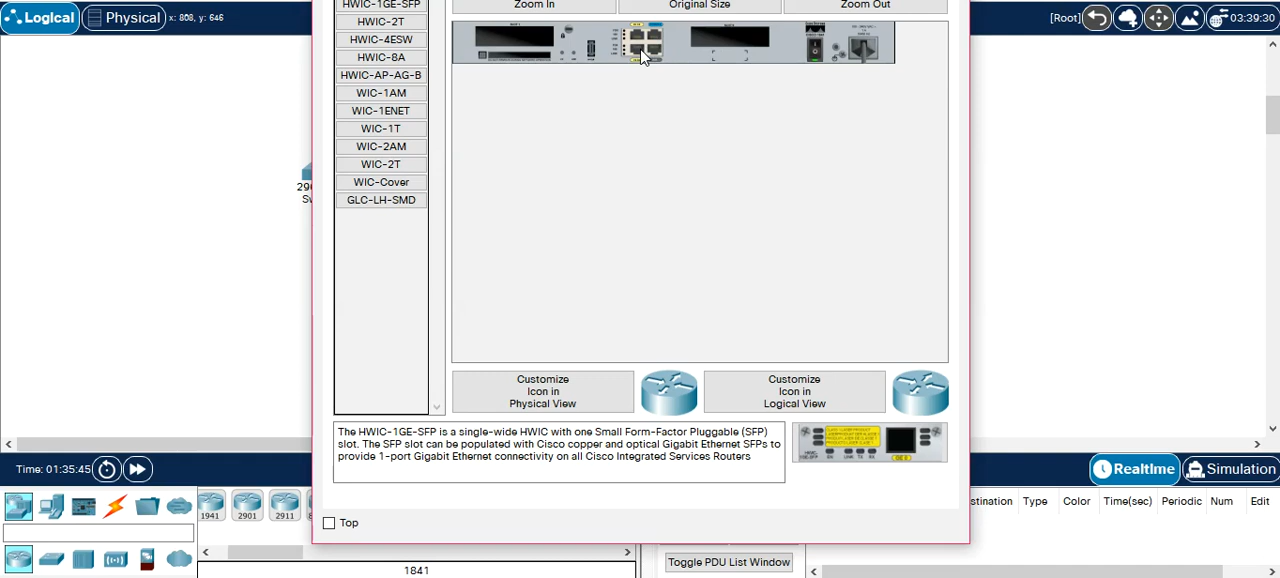 Logical
Physical
x: 808, y: 646
[Root]
03:39:30
HWIC-1GE-SFP
HWIC-2T
HWIC-4ESW
HWIC-8A
HWIC-AP-AG-B
WIC-1AM
WIC-1ENET
WIC-1T
WIC-2AM
WIC-2T
WIC-Cover
GLC-LH-SMD
Zoom In
Original Size
Zoom Out
Customize
Icon in
Physical View
Customize
Icon in
Logical View
The HWIC-1GE-SFP is a single-wide HWIC with one Small Form-Factor Pluggable (SFP)
slot. The SFP slot can be populated with Cisco copper and optical Gigabit Ethernet SFPs to
provide 1-port Gigabit Ethernet connectivity on all Cisco Integrated Services Routers
Top
Time: 01:35:45
Realtime
Simulation
1941
2901
2911
1841
Toggle PDU List Window
stination
Type
Color
Time(sec)
Periodic
Num
Edit